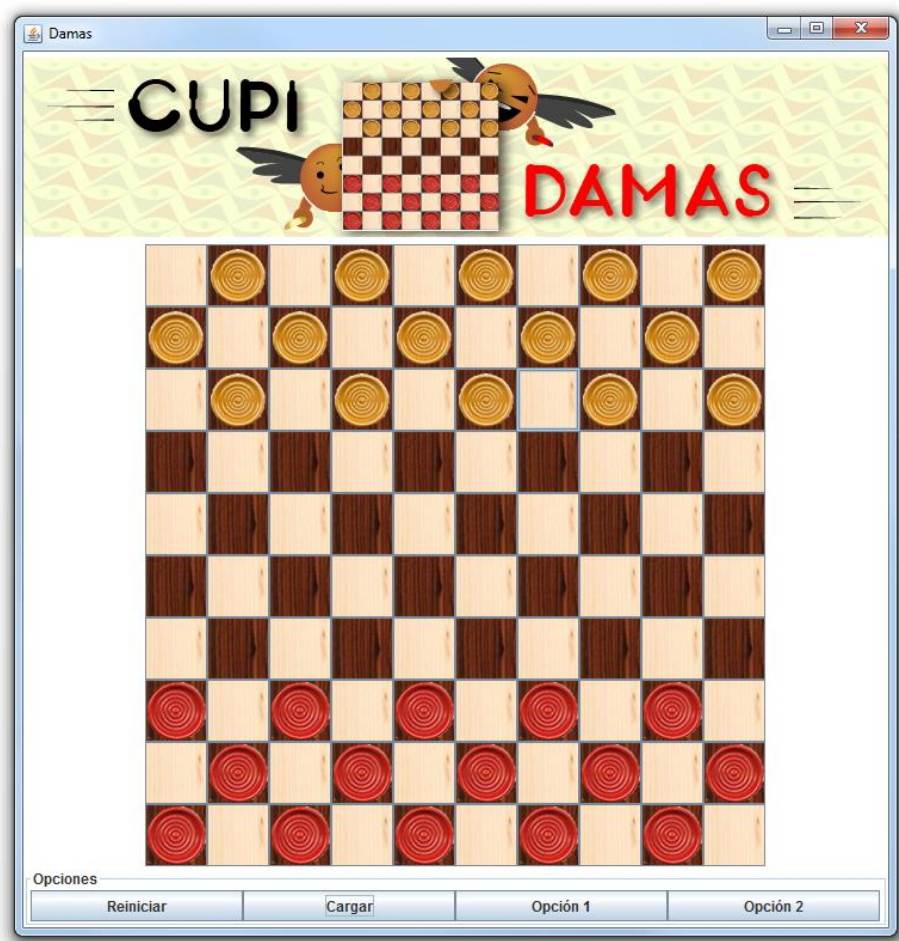 Damas
CUPI
DAMAS
Opciones
Reiniciar Cargar Opción 1 Opción 2